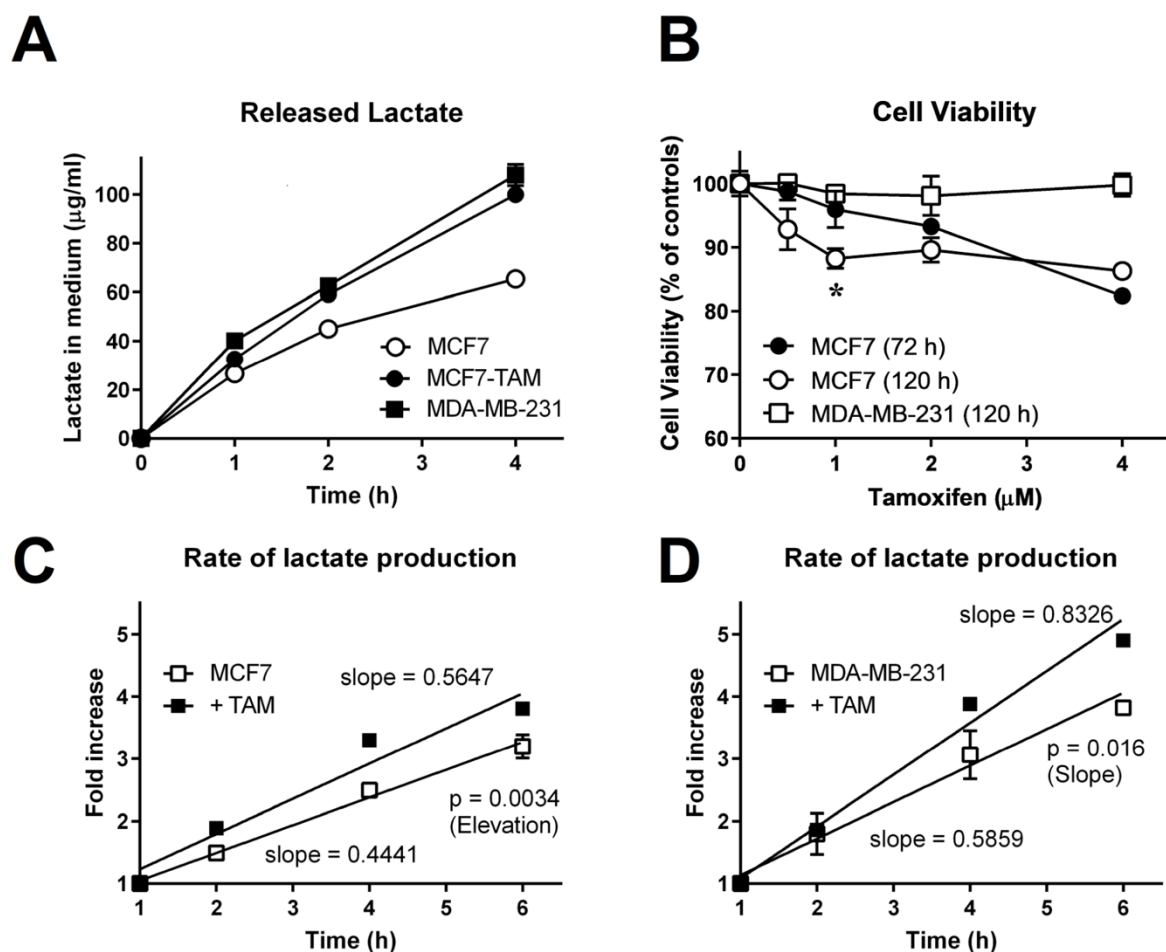 A
Released Lactate
Lactate in medium (µg/ml)
100
80
60
40
20
0
0 1 2 3 4
Time (h)
MCF7
MCF7-TAM
MDA-MB-231
B
Cell Viability
Cell Viability (% of controls)
100
90
80
70
60
0 1 2 3 4
Tamoxifen (µM)
*
MCF7 (72 h)
MCF7 (120 h)
MDA-MB-231 (120 h)
C
Rate of lactate production
Fold increase
5
4
3
2
1
1 2 3 4 5 6
Time (h)
MCF7
+ TAM
slope = 0.5647
p = 0.0034
(Elevation)
slope = 0.4441
D
Rate of lactate production
Fold increase
5
4
3
2
1
1 2 3 4 5 6
Time (h)
slope = 0.8326
MDA-MB-231
+ TAM
p = 0.016
(Slope)
slope = 0.5859